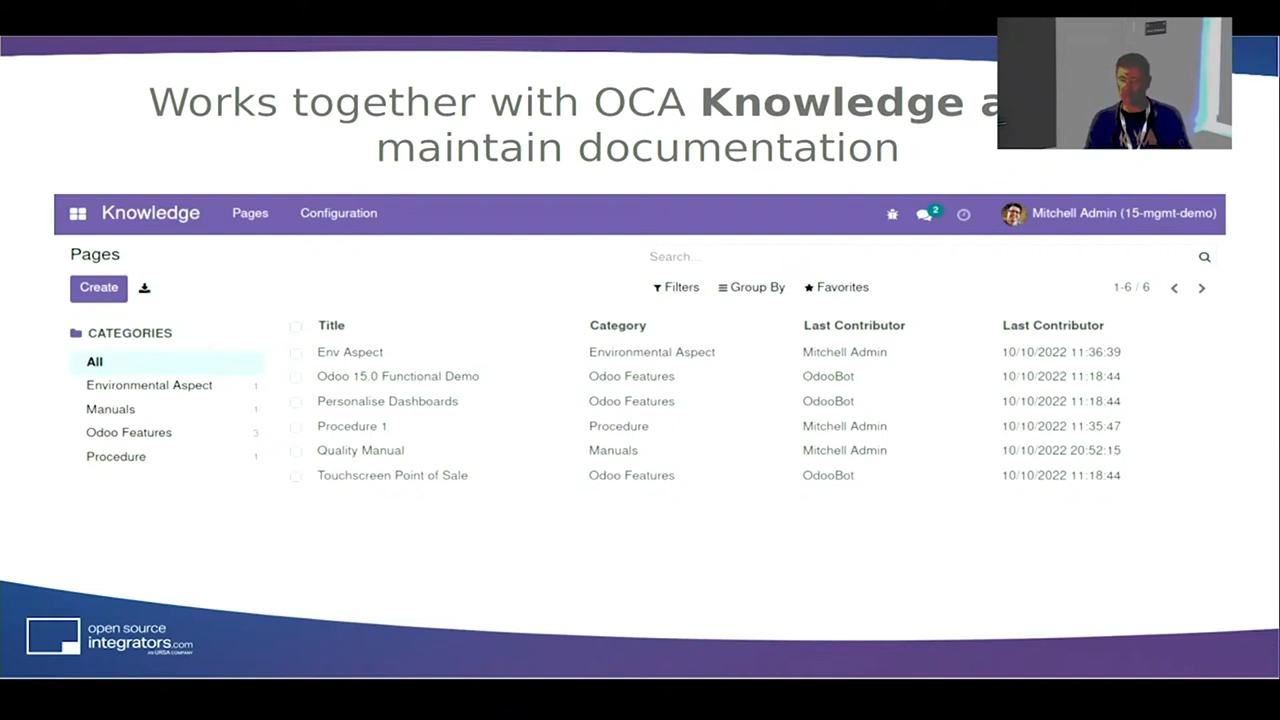 Works together with OCA Knowledge
maintain documentation
Knowledge Pages Configuration 2 Mitchell Admin (15-mgmt-demo)
Pages Search...
Create Filters Group By Favorites 1-6 / 6
CATEGORIES Title Category Last Contributor Last Contributor
All Env Aspect Environmental Aspect Mitchell Admin 10/10/2022 11:36:39
Environmental Aspect 1 Odoo 15.0 Functional Demo Odoo Features OdooBot 10/10/2022 11:18:44
Manuals 1 Personalise Dashboards Odoo Features OdooBot 10/10/2022 11:18:44
Odoo Features 3 Procedure 1 Procedure Mitchell Admin 10/10/2022 11:35:47
Procedure 1 Quality Manual Manuals Mitchell Admin 10/10/2022 20:52:15
Touchscreen Point of Sale Odoo Features OdooBot 10/10/2022 11:18:44
open source
integrators.com
AN URSA COMPANY